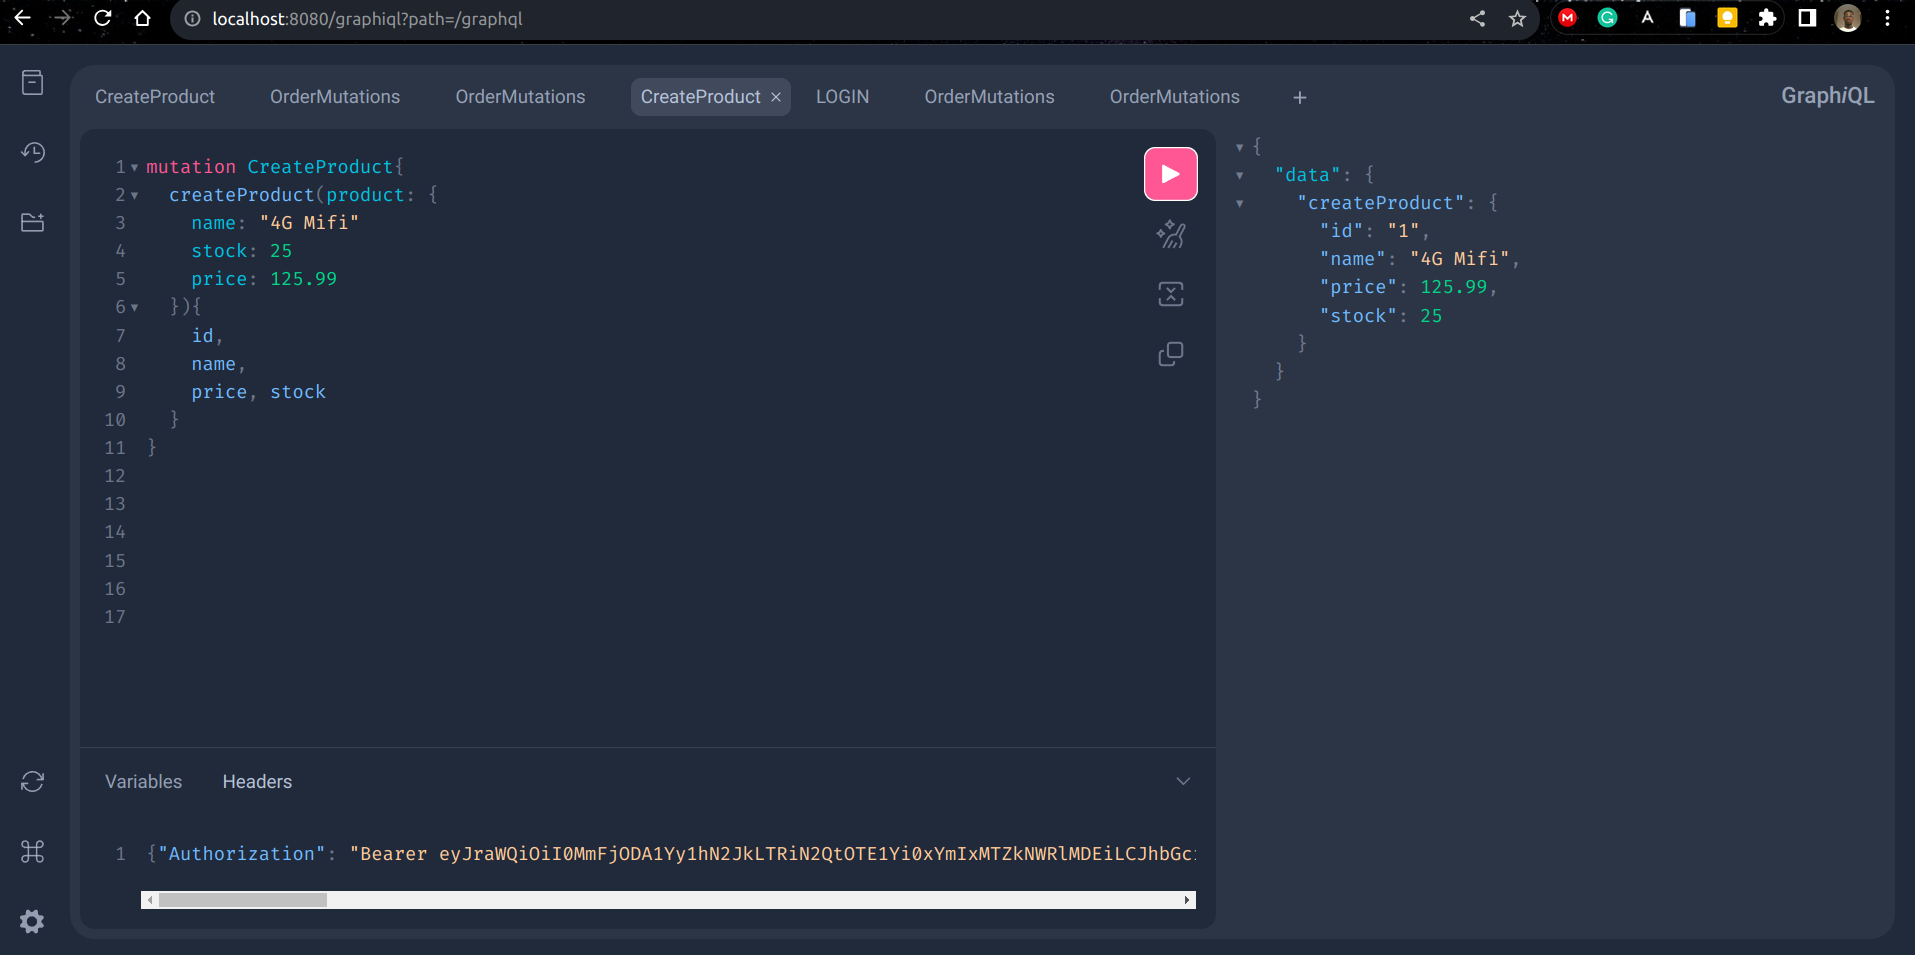 localhost:8080/graphiql?path=/graphql
CreateProduct OrderMutations OrderMutations CreateProduct × LOGIN OrderMutations OrderMutations + GraphiQL
1 mutation CreateProduct{
2 createProduct(product: {
3 name: "4G Mifi"
4 stock: 25
5 price: 125.99
6 }){
7 id,
8 name,
9 price, stock
10 }
11 }
12
13
14
15
16
17
{
"data": {
"createProduct": {
"id": "1",
"name": "4G Mifi",
"price": 125.99,
"stock": 25
}
}
}
Variables Headers
1 {"Authorization": "Bearer eyJraWQiOiI0MmFjODA1Yy1hN2JkLTRiN2QtOTE1Yi0xYmIxMTZkNWRlMDEiLCJhbGci